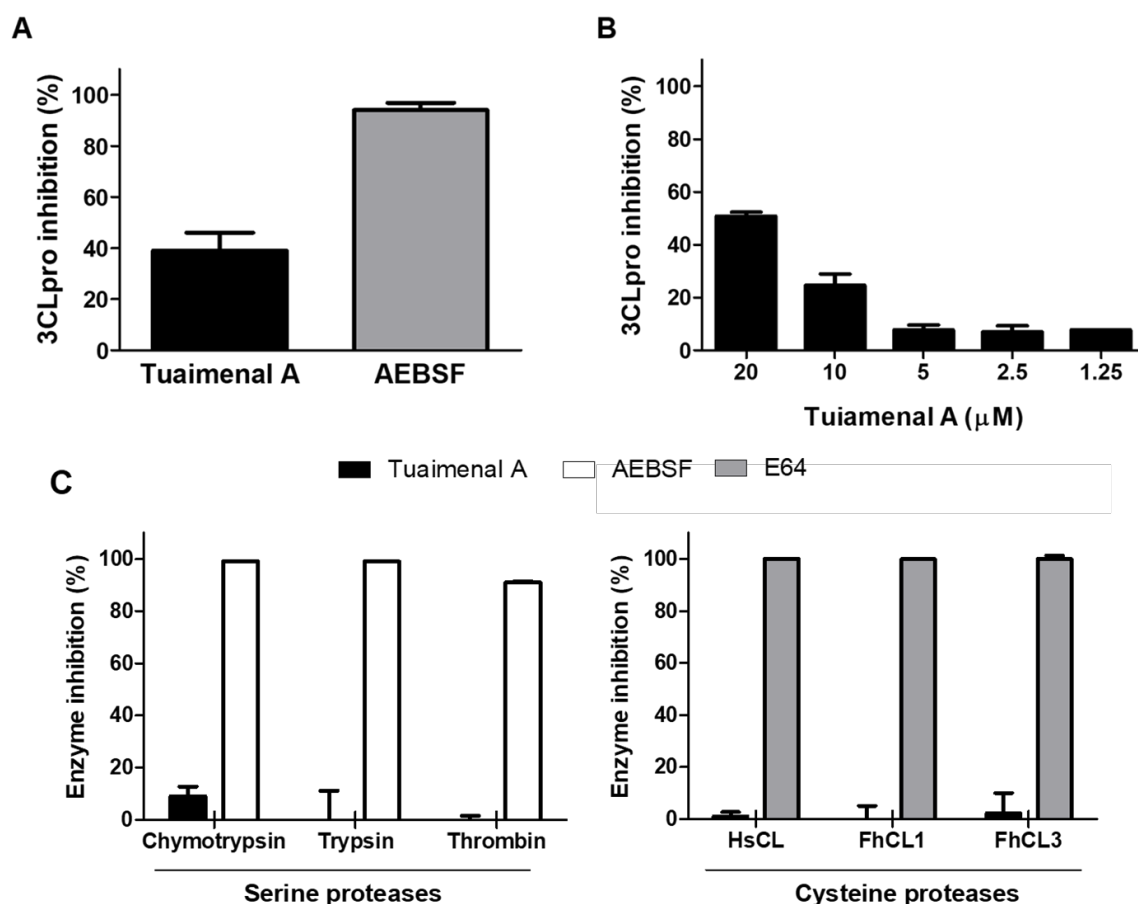 A
3CLpro inhibition (%)
100
80
60
40
20
0
Tuaimenal A AEBSF
B
3CLpro inhibition (%)
100
80
60
40
20
0
20 10 5 2.5 1.25
Tuiamenal A (μM)
C
Tuaimenal A AEBSF E64
Enzyme inhibition (%)
100
80
60
40
20
0
Chymotrypsin Trypsin Thrombin
Serine proteases
Enzyme inhibition (%)
100
80
60
40
20
0
HsCL FhCL1 FhCL3
Cysteine proteases